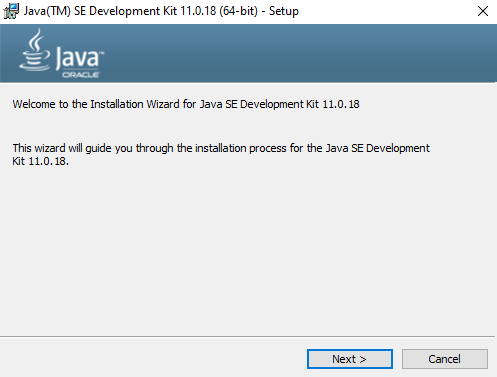 Java(TM) SE Development Kit 11.0.18 (64-bit) - Setup
Java™
ORACLE
Welcome to the Installation Wizard for Java SE Development Kit 11.0.18
This wizard will guide you through the installation process for the Java SE Development
Kit 11.0.18.
Next >
Cancel